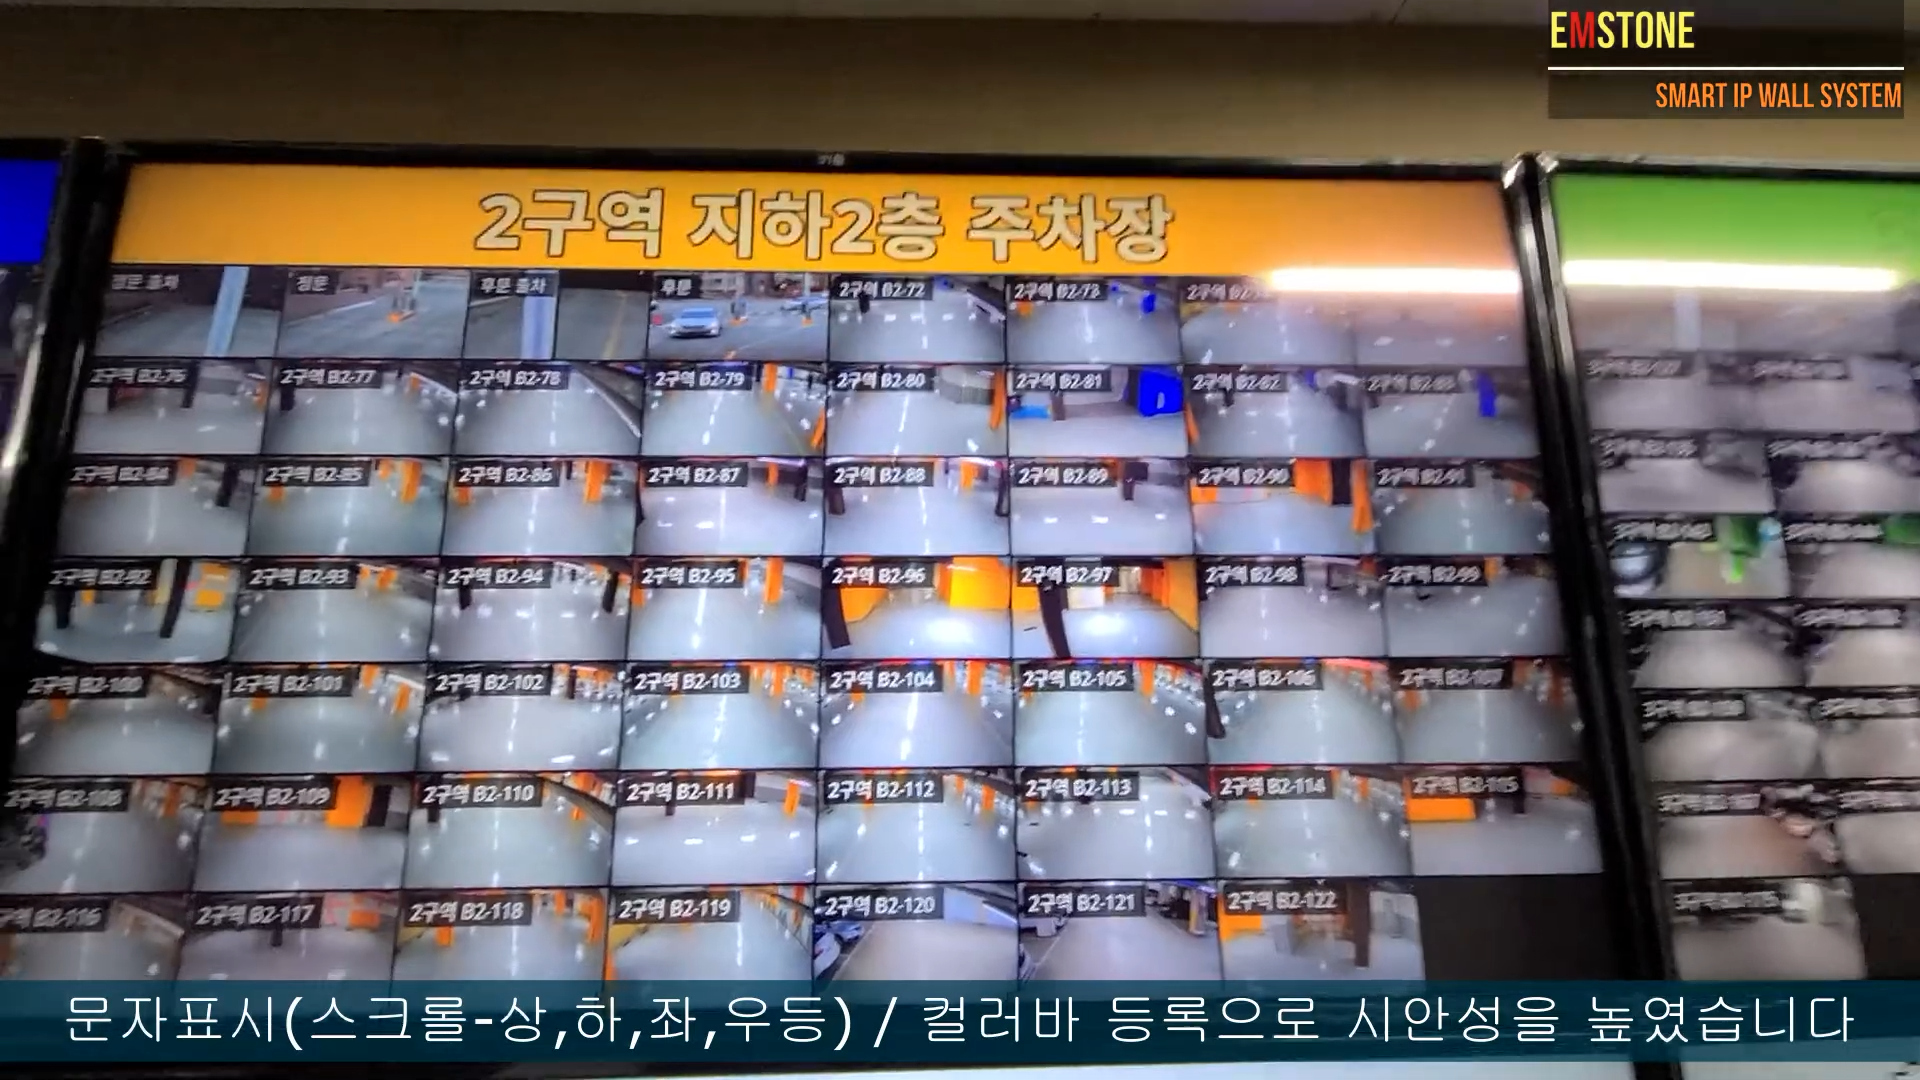 EMSTONE
SMART IP WALL SYSTEM
2구역 지하2층 주차장
정문 출차
정문
후문 출차
후문
2구역 B2-72
2구역 B2-73
2구역
2구역 B2-76
2구역 B2-77
2구역 B2-78
2구역 B2-79
2구역 B2-80
2구역 B2-81
2구역 B2-82
2구역 B2-83
2구역 B2-84
2구역 B2-85
2구역 B2-86
2구역 B2-87
2구역 B2-88
2구역 B2-89
2구역 B2-90
2구역 B2-91
2구역 B2-92
2구역 B2-93
2구역 B2-94
2구역 B2-95
2구역 B2-96
2구역 B2-97
2구역 B2-98
2구역 B2-99
2구역 B2-100
2구역 B2-101
2구역 B2-102
2구역 B2-103
2구역 B2-104
2구역 B2-105
2구역 B2-106
2구역 B2-107
2구역 B2-108
2구역 B2-109
2구역 B2-110
2구역 B2-111
2구역 B2-112
2구역 B2-113
2구역 B2-114
2구역 B2-115
구역 B2-116
2구역 B2-117
2구역 B2-118
2구역 B2-119
2구역 B2-120
2구역 B2-121
2구역 B2-122
문자표시(스크롤-상,하,좌,우등) / 컬러바 등록으로 시안성을 높였습니다